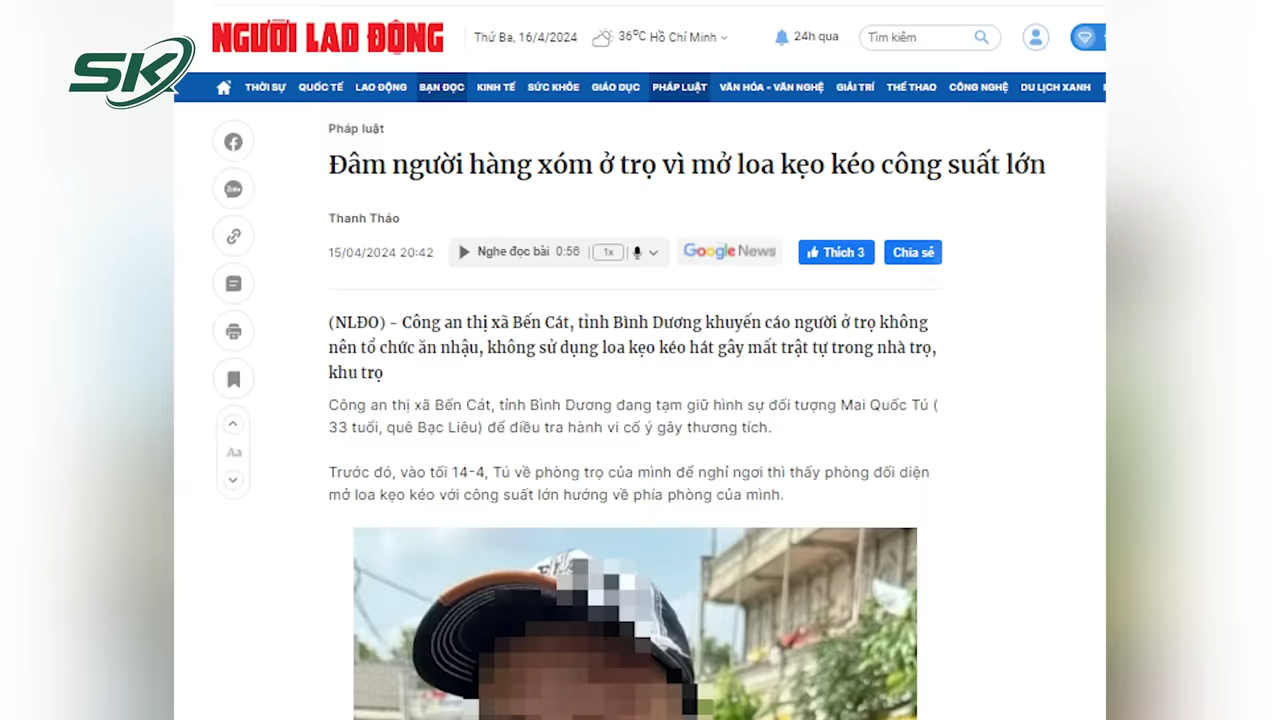 SK
NGƯỜI LAO ĐỘNG
Thứ Ba, 16/4/2024
36°C Hồ Chí Minh
24h qua
Tìm kiếm
THỜI SỰ QUỐC TẾ LAO ĐỘNG BẠN ĐỌC KINH TẾ SỨC KHỎE GIÁO DỤC PHÁP LUẬT VĂN HÓA - VĂN NGHỆ GIẢI TRÍ THỂ THAO CÔNG NGHỆ DU LỊCH XANH
Pháp luật
Đâm người hàng xóm ở trọ vì mở loa kẹo kéo công suất lớn
Thanh Thảo
15/04/2024 20:42
Nghe đọc bài 0:56 1x
Google News
Thích 3
Chia sẻ
Zalo
(NLĐO) - Công an thị xã Bến Cát, tỉnh Bình Dương khuyến cáo người ở trọ không
nên tổ chức ăn nhậu, không sử dụng loa kẹo kéo hát gây mất trật tự trong nhà trọ,
khu trọ
Công an thị xã Bến Cát, tỉnh Bình Dương đang tạm giữ hình sự đối tượng Mai Quốc Tú (
33 tuổi, quê Bạc Liêu) để điều tra hành vi cố ý gây thương tích.
Aa
Trước đó, vào tối 14-4, Tú về phòng trọ của mình để nghỉ ngơi thì thấy phòng đối diện
mở loa kẹo kéo với công suất lớn hướng về phía phòng của mình.